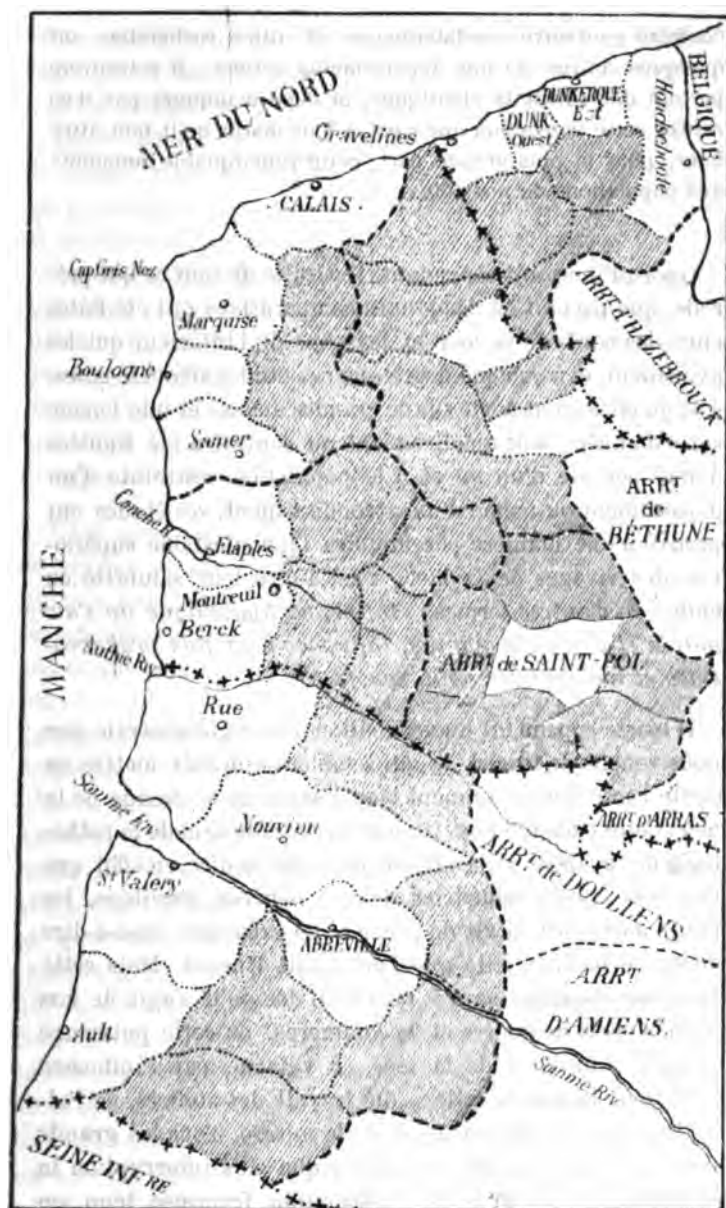 MER DU NORD
BELGIQUE
DUNKERQUE
Est
DUNK
Ouest
Hondschoote
Gravelines
CALAIS
Cap Gris Nez
Marquise
ARRt d'HAZEBROUCK
Boulogne
Samer
ARRt
de
BÉTHUNE
Canche R.
Etaples
Montreuil
Berck
MANCHE
Authie Riv.
ARRt de SAINT-POL
Rue
ARRt D'ARRAS
Somme Riv.
Nouvion
St Valery
ARRt de DOULLENS
ABBEVILLE
ARRt
D'AMIENS
Ault
Somme Riv.
SEINE INFre